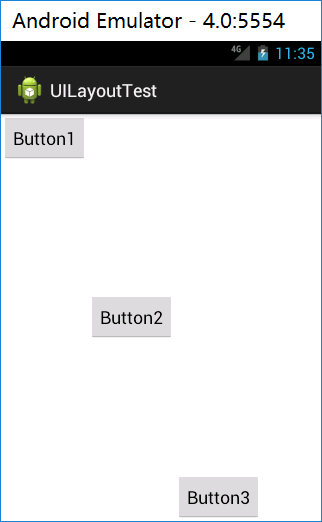 Android Emulator - 4.0:5554
4G 11:35
UILayoutTest
Button1
Button2
Button3